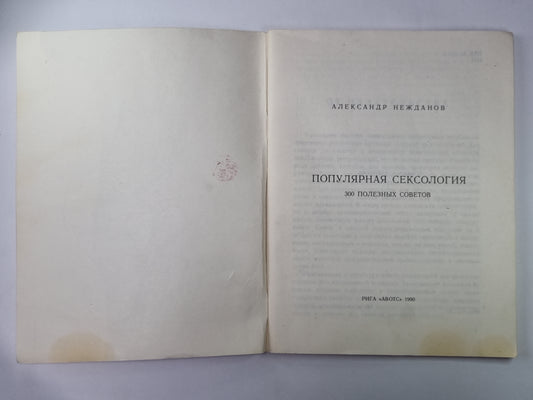 АЛЕКСАНДР НЕЖДАНОВ
ПОПУЛЯРНАЯ СЕКСОЛОГИЯ
300 ПОЛЕЗНЫХ СОВЕТОВ
РИГА «АВОТС» 1990